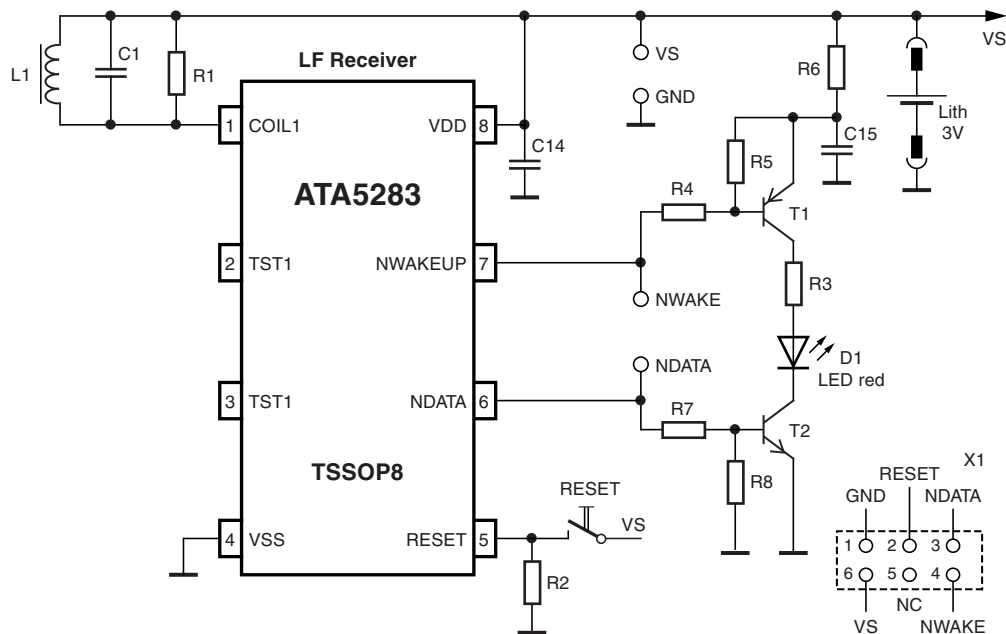 VS
L1
C1
R1
LF Receiver
VS
GND
R6
Lith
3V
1 COIL1
VDD 8
C14
C15
R5
ATA5283
R4
T1
2 TST1
NWAKEUP 7
R3
NWAKE
NDATA
D1
LED red
3 TST1
NDATA 6
R7
T2
TSSOP8
R8
RESET
VS
4 VSS
RESET 5
R2
X1
RESET
GND
NDATA
1 2 3
6 5 4
NC
VS
NWAKE